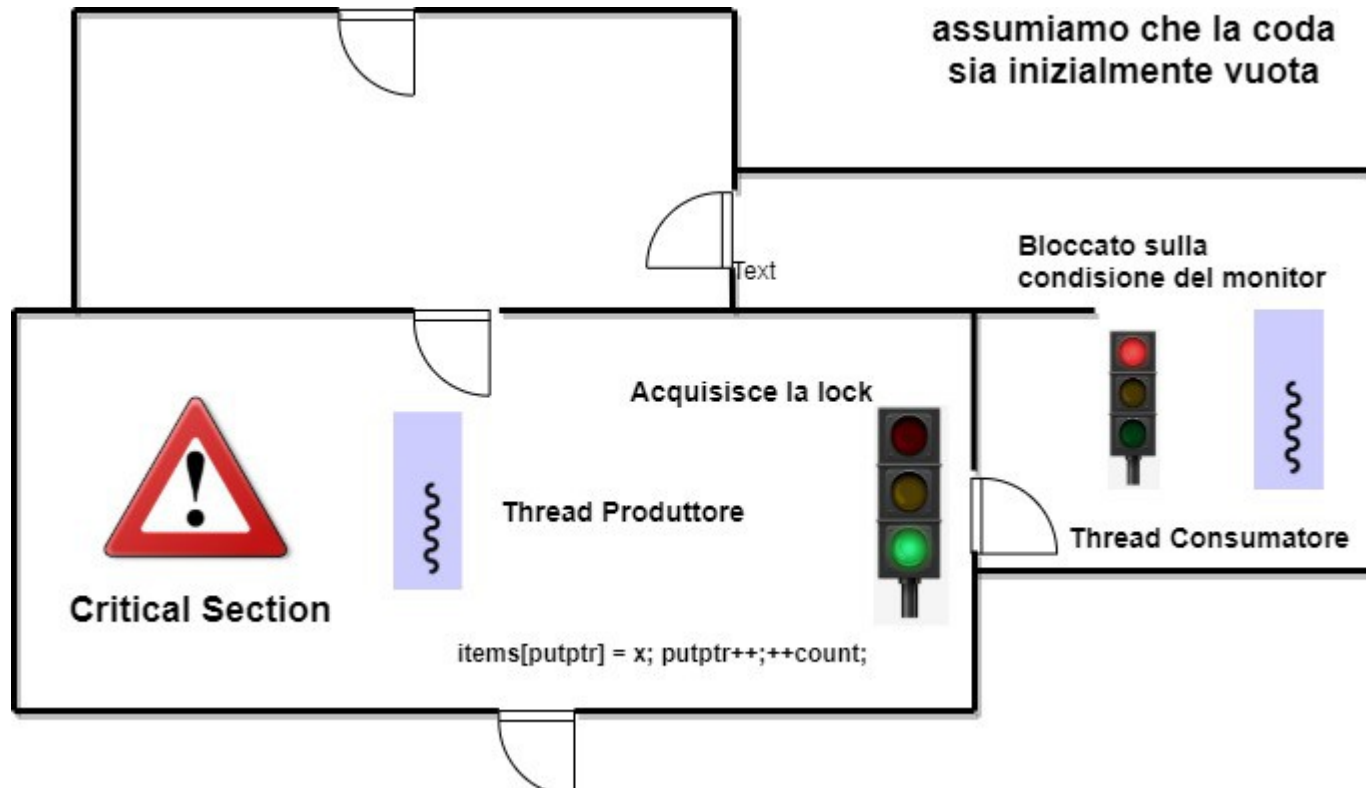 assumiamo che la coda
sia inizialmente vuota
Bloccato sulla
condisione del monitor
Text
Acquisisce la lock
Thread Produttore
Thread Consumatore
Critical Section
items[putptr] = x; putptr++;++count;